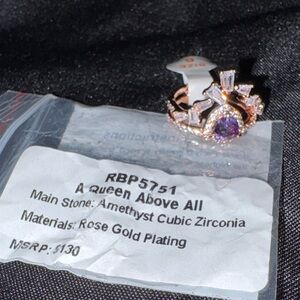 RBP5751
A Queen Above All
Main Stone: Amethyst Cubic Zirconia
Materials: Rose Gold Plating
MSRP: $130